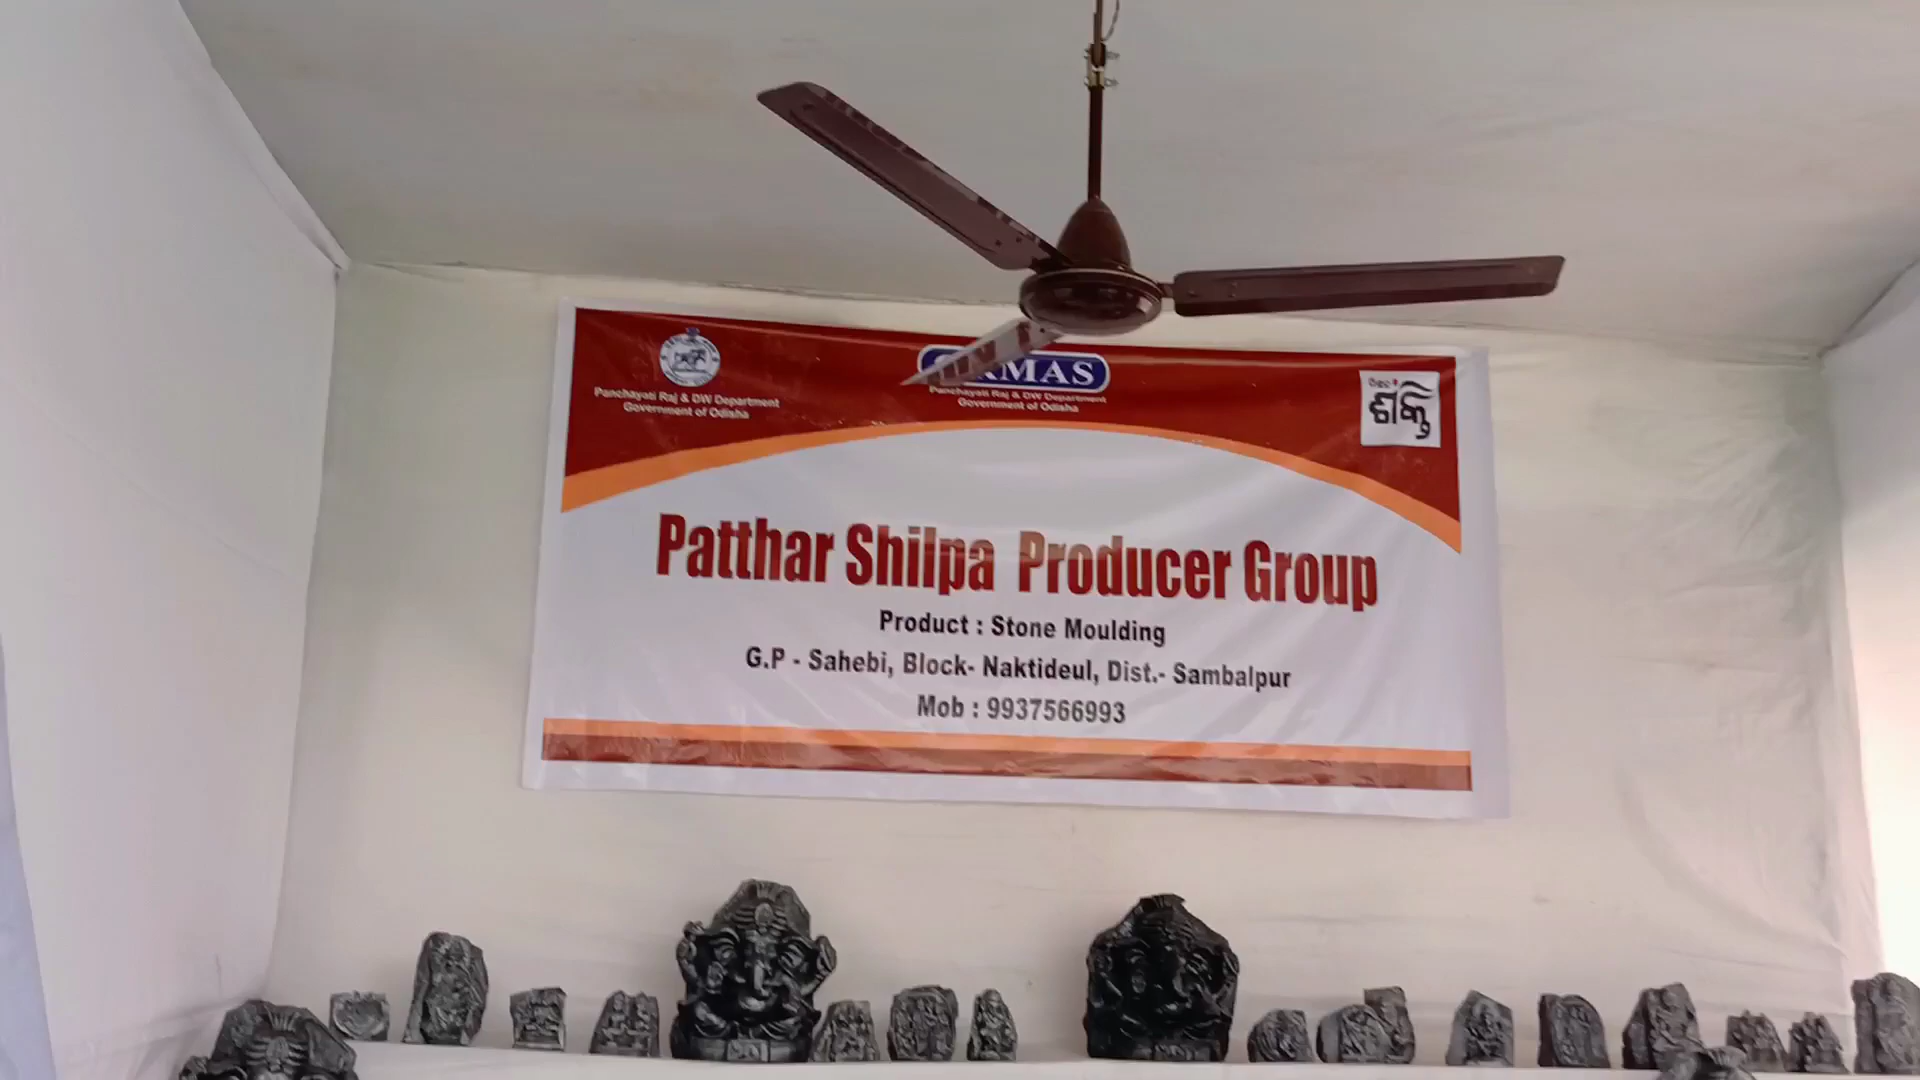 Panchayati Raj & DW Department
Government of Odisha
Panchayati Raj & DW Department
Government of Odisha
ଶକ୍ତି
Patthar Shilpa Producer Group
Product : Stone Moulding
G.P - Sahebi, Block- Naktideul, Dist.- Sambalpur
Mob : 9937566993